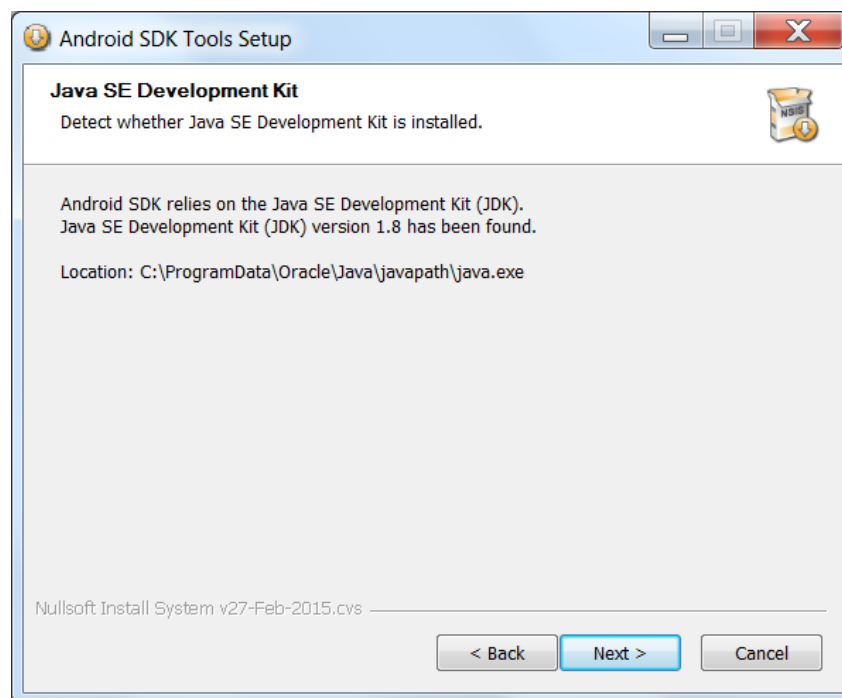 Android SDK Tools Setup
Java SE Development Kit
Detect whether Java SE Development Kit is installed.
NSIS
Android SDK relies on the Java SE Development Kit (JDK).
Java SE Development Kit (JDK) version 1.8 has been found.
Location: C:\ProgramData\Oracle\Java\javapath\java.exe
Nullsoft Install System v27-Feb-2015.cvs
< Back
Next >
Cancel